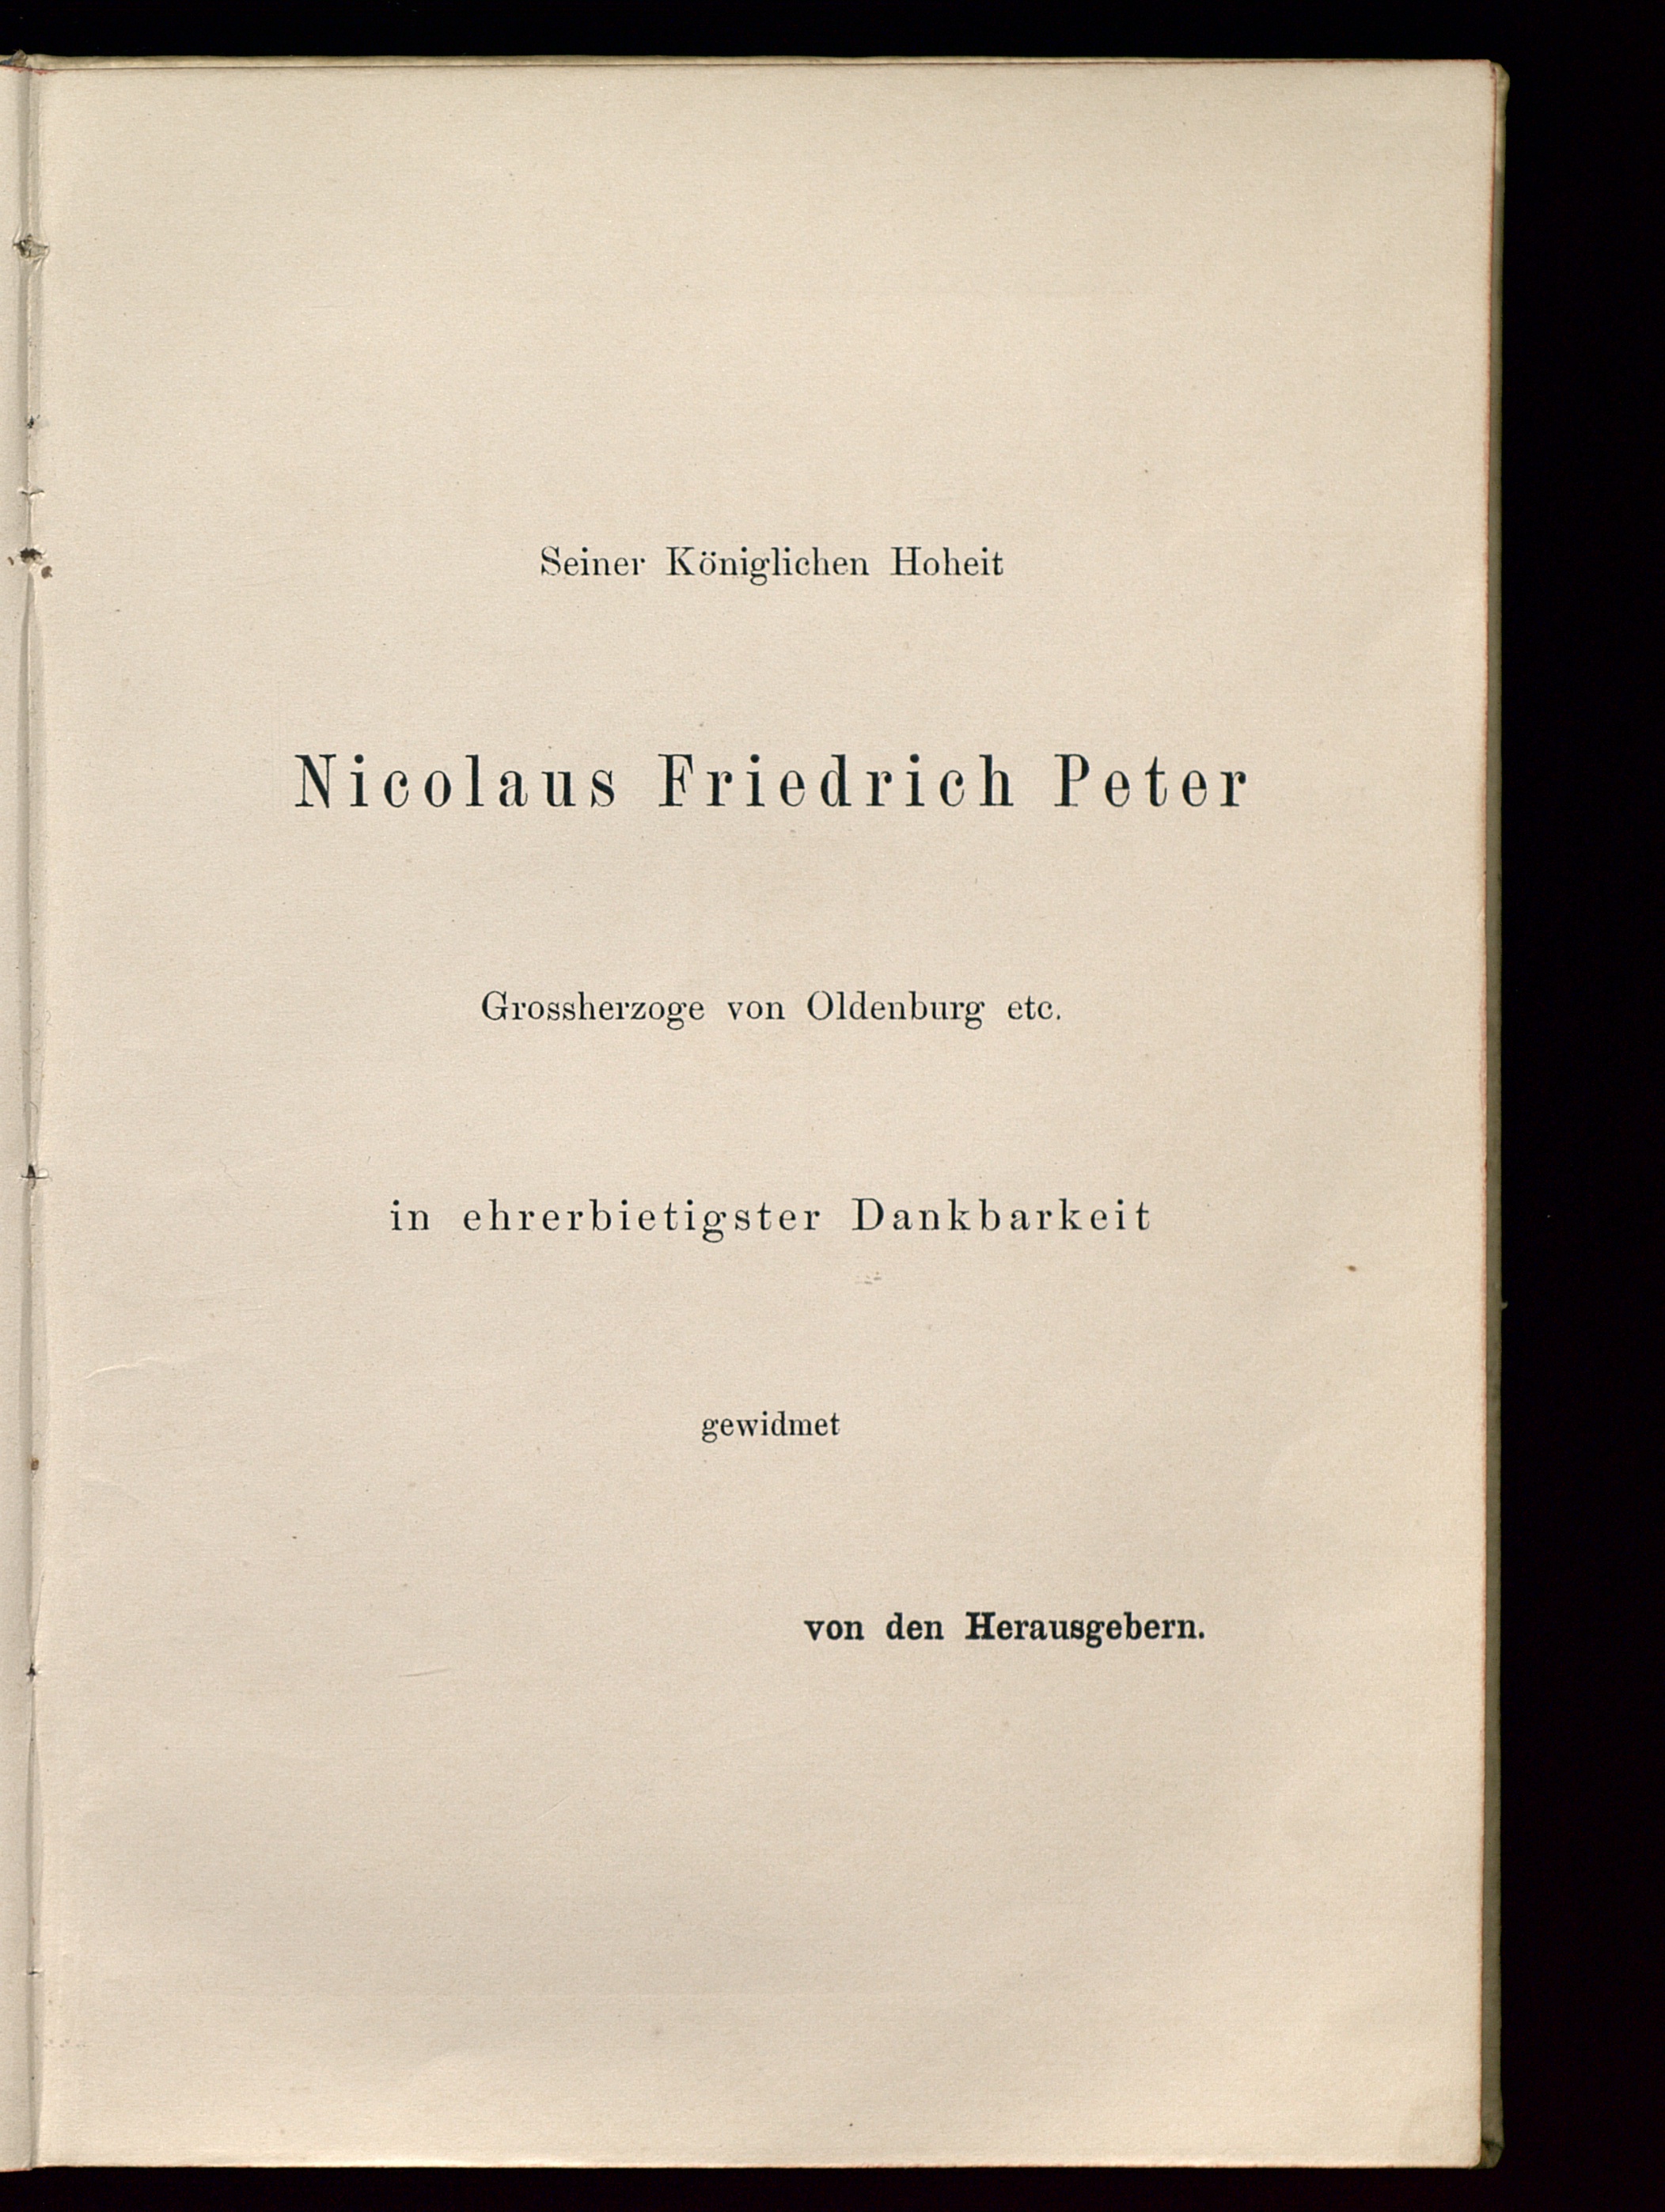 Seiner Königlichen Hoheit
Nicolaus Friedrich Peter
Grossherzoge von Oldenburg etc.
in ehrerbietigster Dankbarkeit
gewidmet
von den Herausgebern.